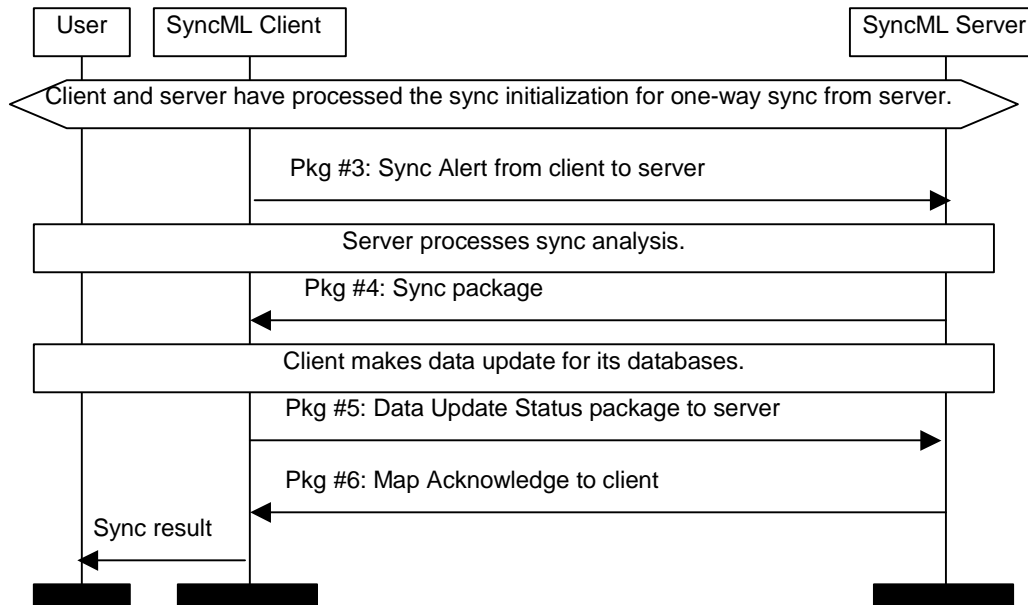 User
SyncML Client
SyncML Server
Client and server have processed the sync initialization for one-way sync from server.
Pkg #3: Sync Alert from client to server
Server processes sync analysis.
Pkg #4: Sync package
Client makes data update for its databases.
Pkg #5: Data Update Status package to server
Pkg #6: Map Acknowledge to client
Sync result